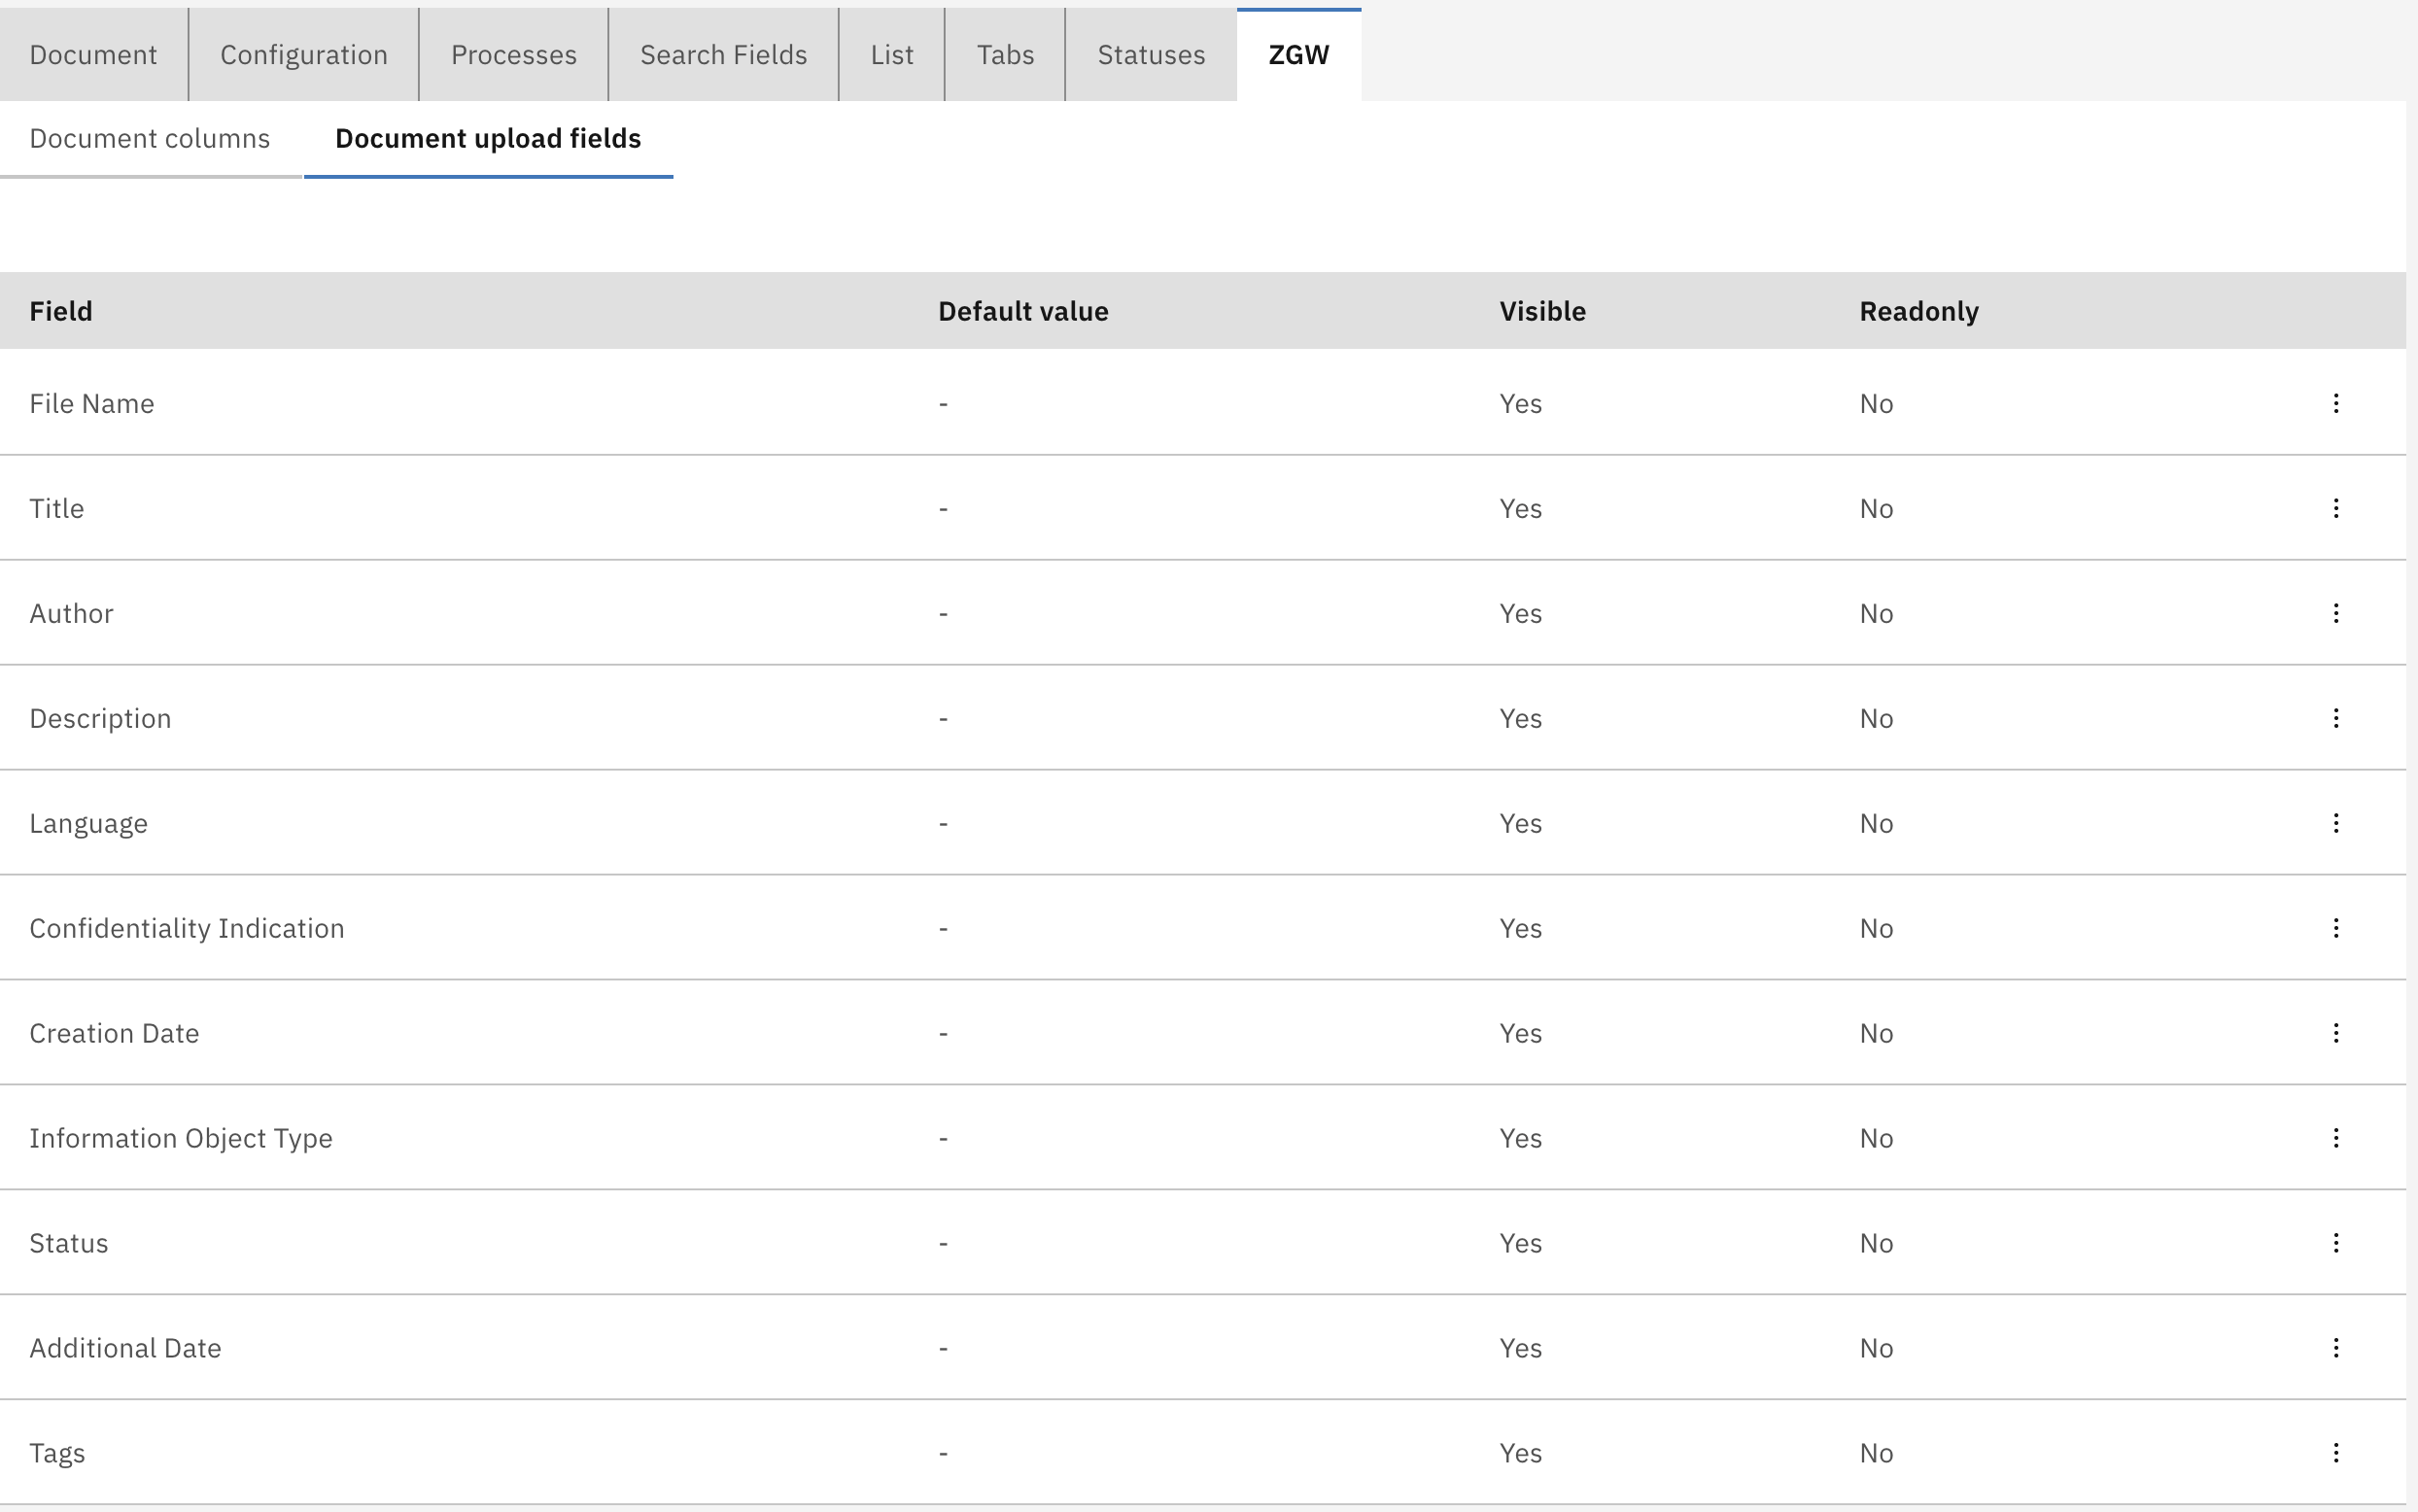 Document Configuration Processes Search Fields List Tabs Statuses ZGW
Document columns Document upload fields
Field Default value Visible Readonly
File Name - Yes No
Title - Yes No
Author - Yes No
Description - Yes No
Language - Yes No
Confidentiality Indication - Yes No
Creation Date - Yes No
Information Object Type - Yes No
Status - Yes No
Additional Date - Yes No
Tags - Yes No